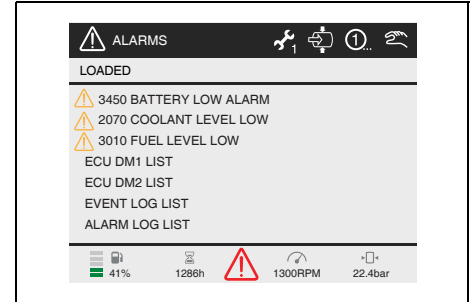 ALARMS 1 1...
LOADED
3450 BATTERY LOW ALARM
2070 COOLANT LEVEL LOW
3010 FUEL LEVEL LOW
ECU DM1 LIST
ECU DM2 LIST
EVENT LOG LIST
ALARM LOG LIST
41% 1286h 1300RPM 22.4bar